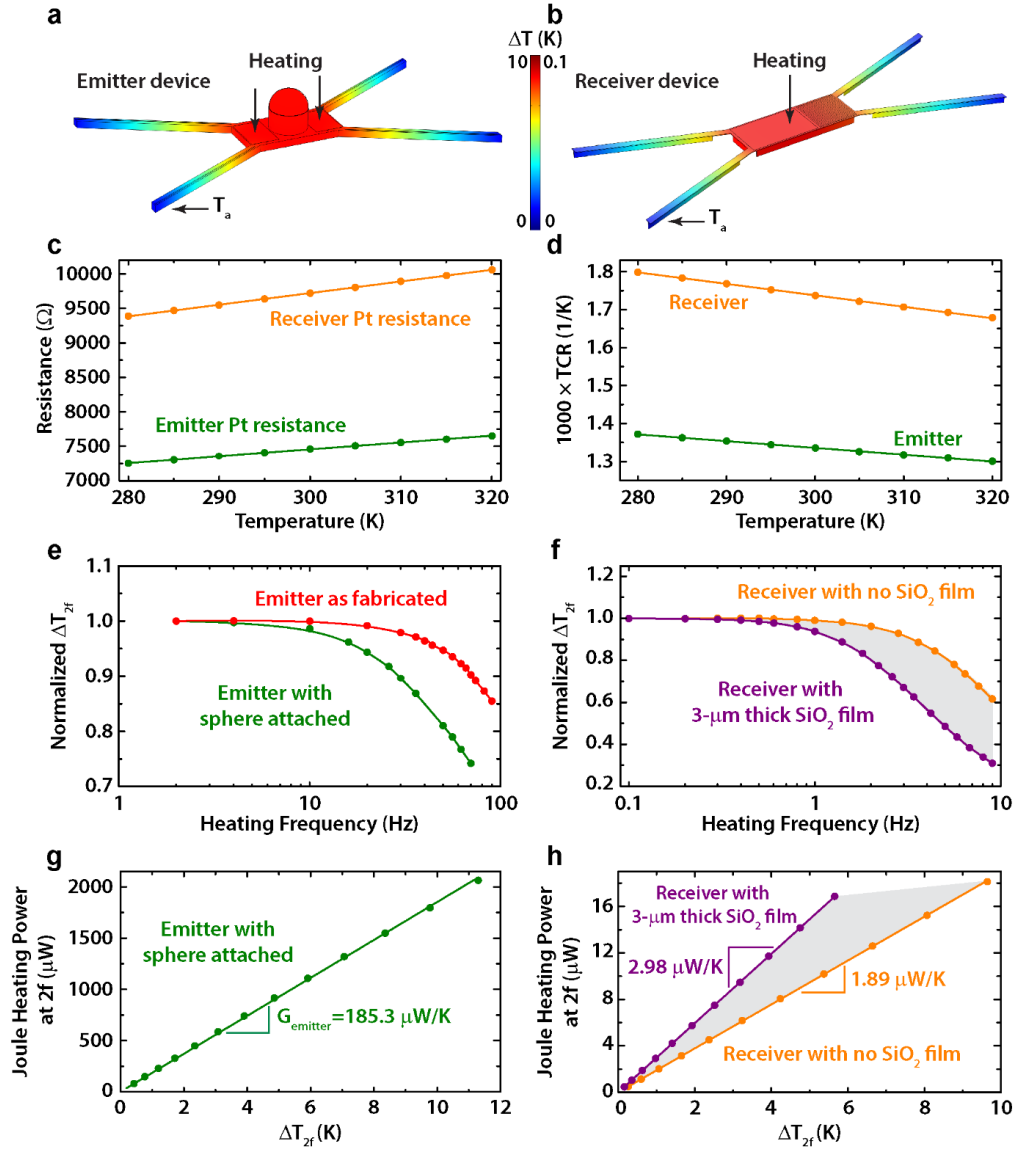 a
Emitter device
Heating
T_a
ΔT (K)
10 0.1
0 0
b
Receiver device
Heating
T_a
c
Resistance (Ω)
10000
9500
9000
8500
8000
7500
7000
Receiver Pt resistance
Emitter Pt resistance
280 290 300 310 320
Temperature (K)
d
1000 × TCR (1/K)
1.8
1.7
1.6
1.5
1.4
1.3
Receiver
Emitter
280 290 300 310 320
Temperature (K)
e
Normalized ΔT_2f
1.1
1.0
0.9
0.8
0.7
Emitter as fabricated
Emitter with
sphere attached
1 10 100
Heating Frequency (Hz)
f
Normalized ΔT_2f
1.2
1.0
0.8
0.6
0.4
0.2
Receiver with no SiO₂ film
Receiver with
3-μm thick SiO₂ film
0.1 1 10
Heating Frequency (Hz)
g
Joule Heating Power
at 2f (μW)
2000
1500
1000
500
0
Emitter with
sphere attached
G_emitter=185.3 μW/K
0 2 4 6 8 10 12
ΔT_2f (K)
h
Joule Heating Power
at 2f (μW)
16
12
8
4
0
Receiver with
3-μm thick SiO₂ film
2.98 μW/K
1.89 μW/K
Receiver with no SiO₂ film
0 2 4 6 8 10
ΔT_2f (K)